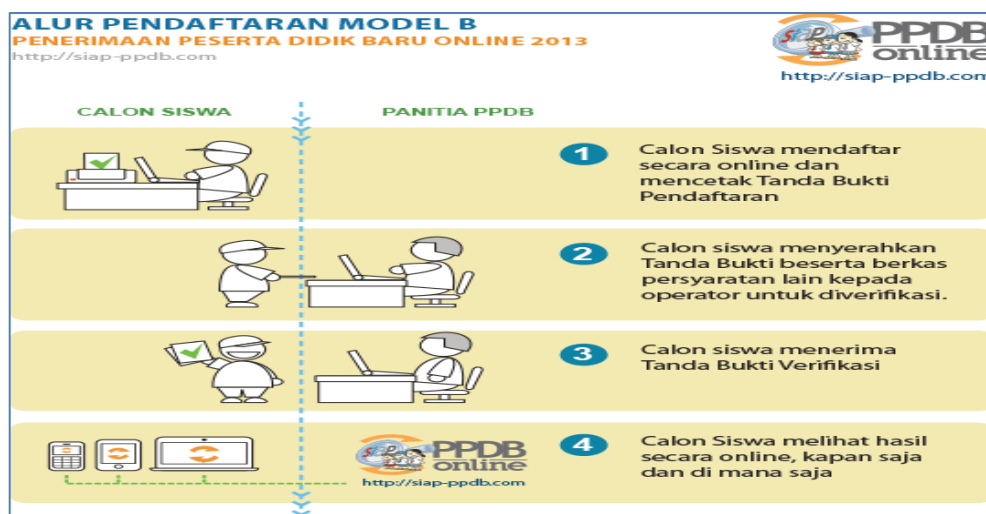 ALUR PENDAFTARAN MODEL B
PENERIMAAN PESERTA DIDIK BARU ONLINE 2013
http://siap-ppdb.com
SIAP PPDB
online
http://siap-ppdb.com
CALON SISWA
PANITIA PPDB
1
Calon Siswa mendaftar
secara online dan
mencetak Tanda Bukti
Pendaftaran
2
Calon siswa menyerahkan
Tanda Bukti beserta berkas
persyaratan lain kepada
operator untuk diverifikasi.
3
Calon siswa menerima
Tanda Bukti Verifikasi
SIAP PPDB
online
http://siap-ppdb.com
4
Calon Siswa melihat hasil
secara online, kapan saja
dan di mana saja